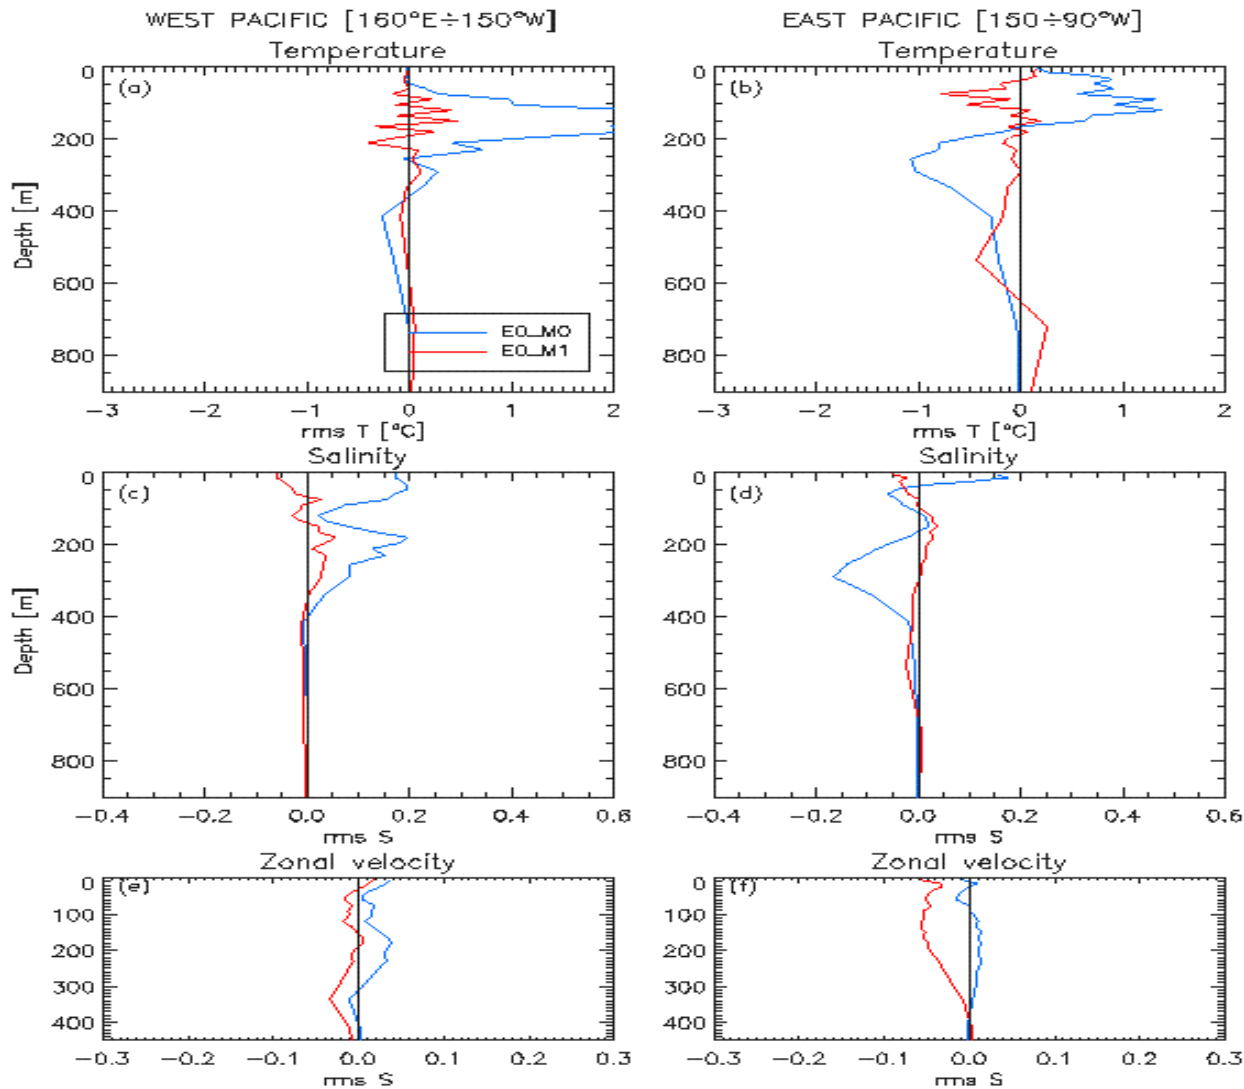 WEST PACIFIC [160°E÷150°W]
Temperature
(a)
0
200
400
600
800
Depth [m]
E0_M0
E0_M1
−3 −2 −1 0 1 2
rms T [°C]
EAST PACIFIC [150÷90°W]
Temperature
(b)
0
200
400
600
800
−3 −2 −1 0 1 2
rms T [°C]
Salinity
(c)
0
200
400
600
800
Depth [m]
−0.4 −0.2 0.0 0.2 0.4 0.6
rms S
Salinity
(d)
0
200
400
600
800
−0.4 −0.2 0.0 0.2 0.4 0.6
rms S
Zonal velocity
(e)
0
100
200
300
400
−0.3 −0.2 −0.1 0.0 0.1 0.2 0.3
rms S
Zonal velocity
(f)
0
100
200
300
400
−0.3 −0.2 −0.1 0.0 0.1 0.2 0.3
rms S